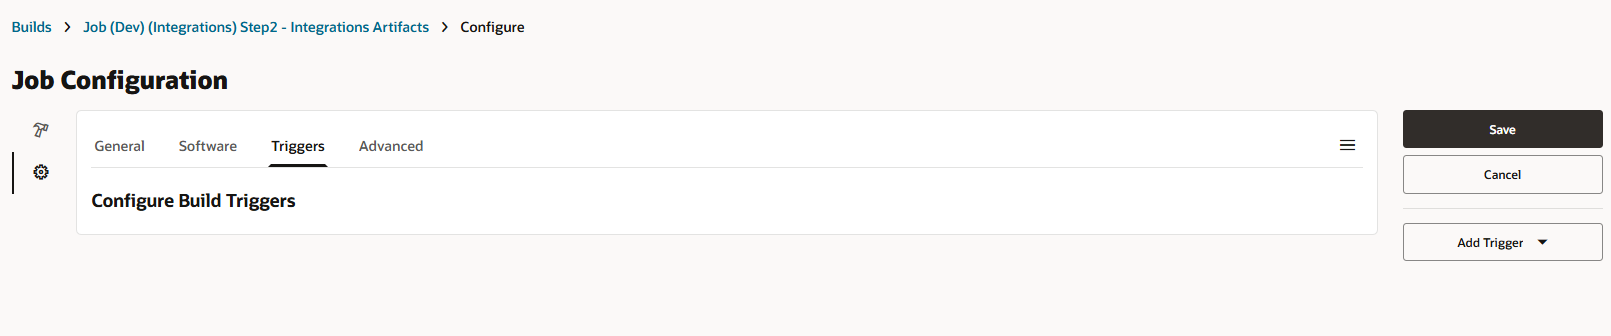 Builds > Job (Dev) (Integrations) Step2 - Integrations Artifacts > Configure
Job Configuration
General Software Triggers Advanced
Configure Build Triggers
Save
Cancel
Add Trigger